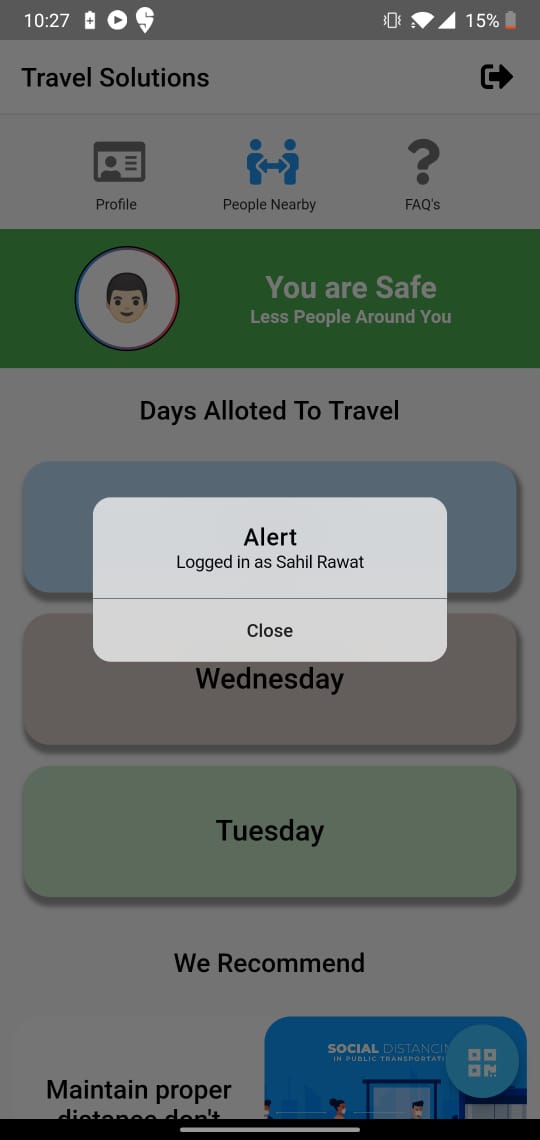 10:27
15%
Travel Solutions
Profile
People Nearby
FAQ's
You are Safe
Less People Around You
Days Alloted To Travel
Alert
Logged in as Sahil Rawat
Close
Wednesday
Tuesday
We Recommend
SOCIAL
IN PUBLIC
Maintain proper
distance don't